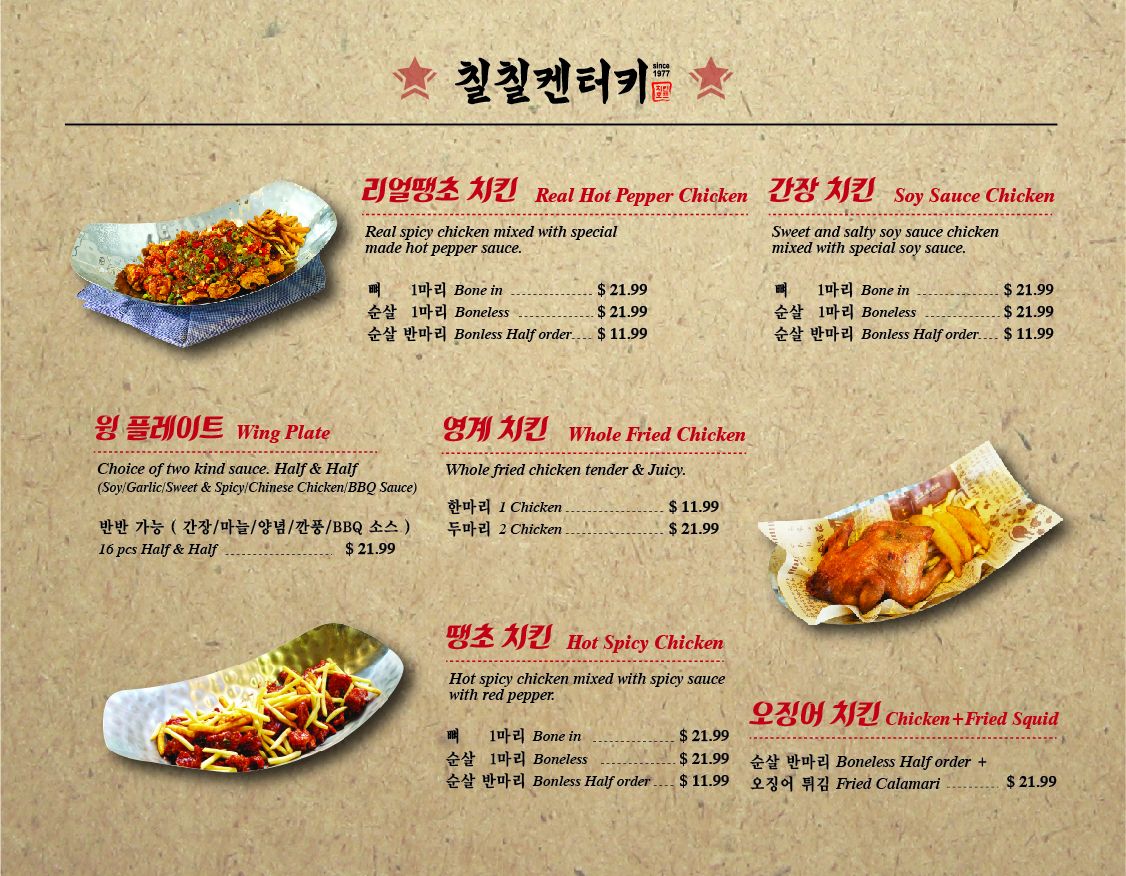 칠칠켄터키
since
1977
리얼땡초 치킨 Real Hot Pepper Chicken
Real spicy chicken mixed with special
made hot pepper sauce.
뼈 1마리 Bone in $ 21.99
순살 1마리 Boneless $ 21.99
순살 반마리 Bonless Half order $ 11.99
간장 치킨 Soy Sauce Chicken
Sweet and salty soy sauce chicken
mixed with special soy sauce.
뼈 1마리 Bone in $ 21.99
순살 1마리 Boneless $ 21.99
순살 반마리 Bonless Half order $ 11.99
윙 플레이트 Wing Plate
Choice of two kind sauce. Half & Half
(Soy/Garlic/Sweet & Spicy/Chinese Chicken/BBQ Sauce)
반반 가능 ( 간장/마늘/양념/깐풍/BBQ 소스 )
16 pcs Half & Half $ 21.99
영계 치킨 Whole Fried Chicken
Whole fried chicken tender & Juicy.
한마리 1 Chicken $ 11.99
두마리 2 Chicken $ 21.99
땡초 치킨 Hot Spicy Chicken
Hot spicy chicken mixed with spicy sauce
with red pepper.
뼈 1마리 Bone in $ 21.99
순살 1마리 Boneless $ 21.99
순살 반마리 Bonless Half order $ 11.99
오징어 치킨 Chicken+Fried Squid
순살 반마리 Boneless Half order +
오징어 튀김 Fried Calamari $ 21.99